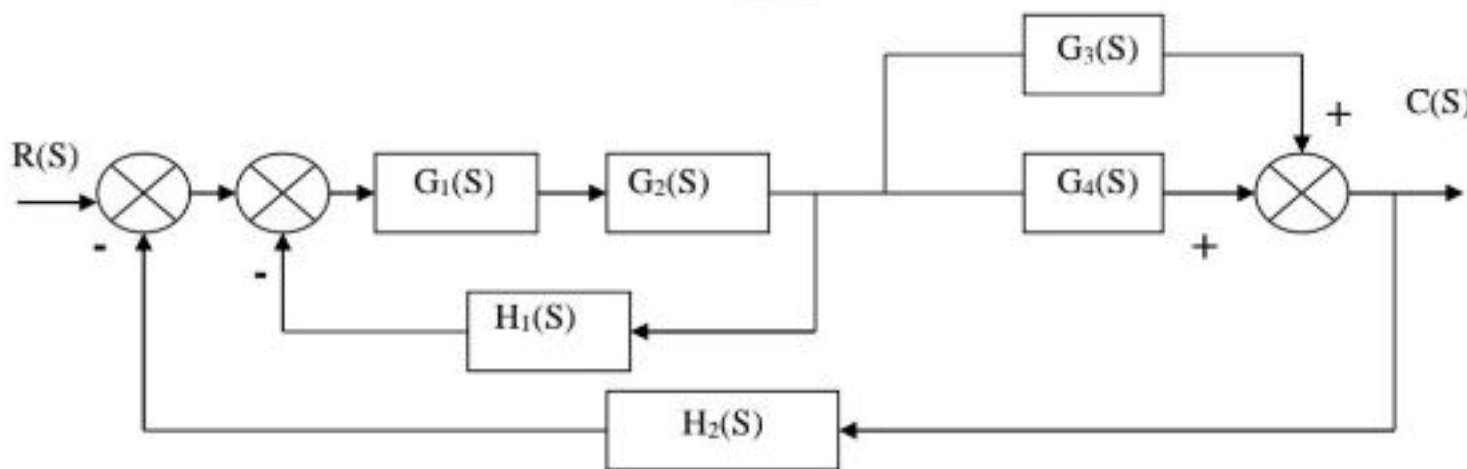 G₃(S)
+
C(S)
R(S)
G₁(S)
G₂(S)
G₄(S)
-
-
+
H₁(S)
H₂(S)